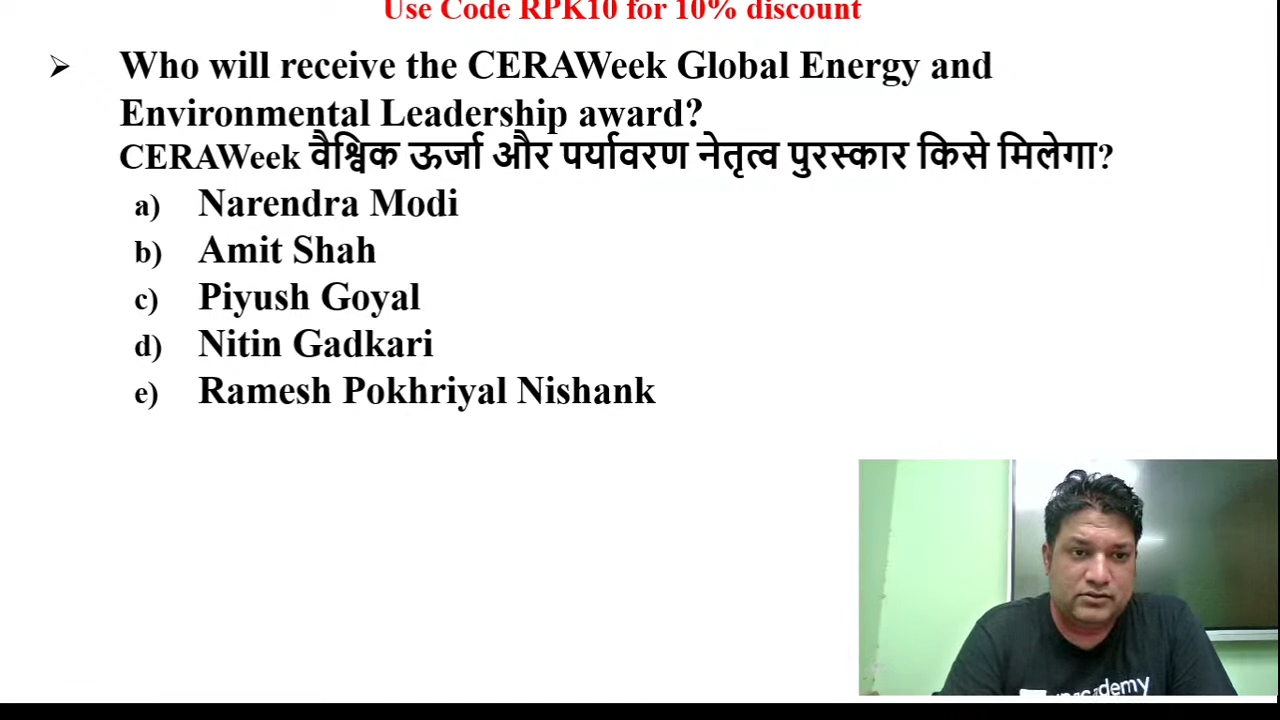 Use Code RPK10 for 10% discount
➢ Who will receive the CERAWeek Global Energy and
Environmental Leadership award?
CERAWeek वैश्विक ऊर्जा और पर्यावरण नेतृत्व पुरस्कार किसे मिलेगा?
a) Narendra Modi
b) Amit Shah
c) Piyush Goyal
d) Nitin Gadkari
e) Ramesh Pokhriyal Nishank